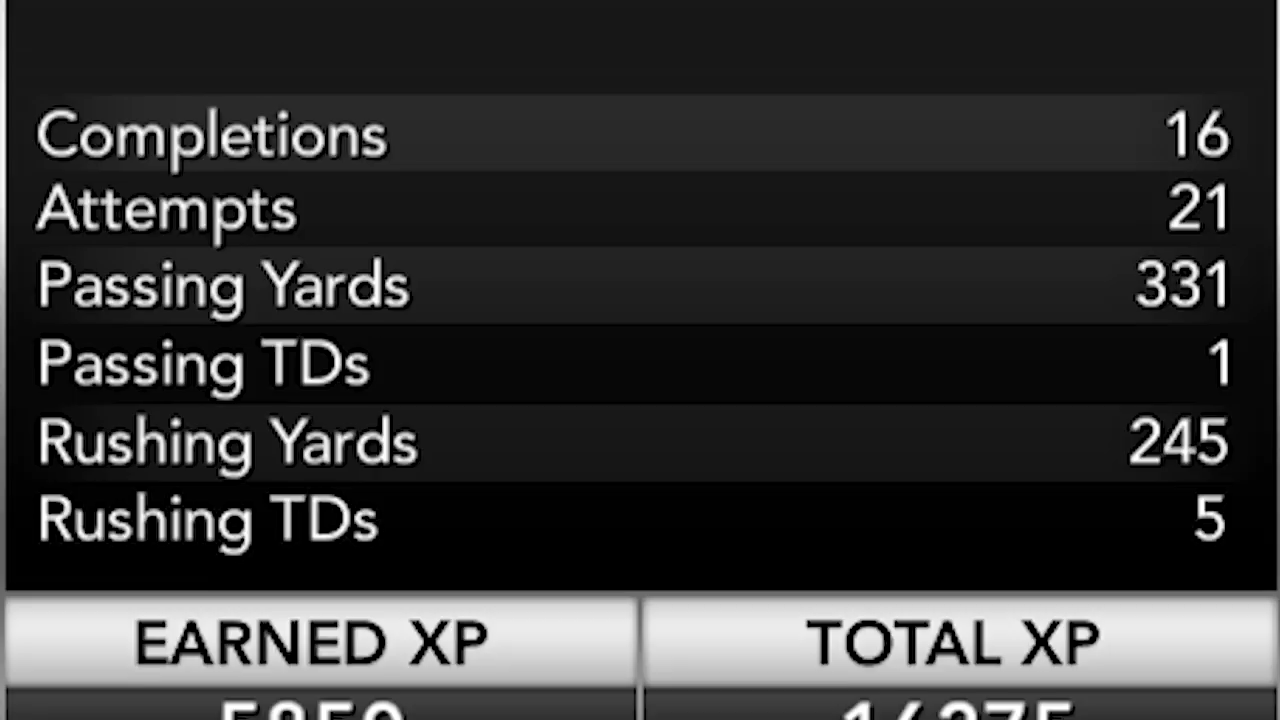 Completions 16
Attempts 21
Passing Yards 331
Passing TDs 1
Rushing Yards 245
Rushing TDs 5
EARNED XP TOTAL XP